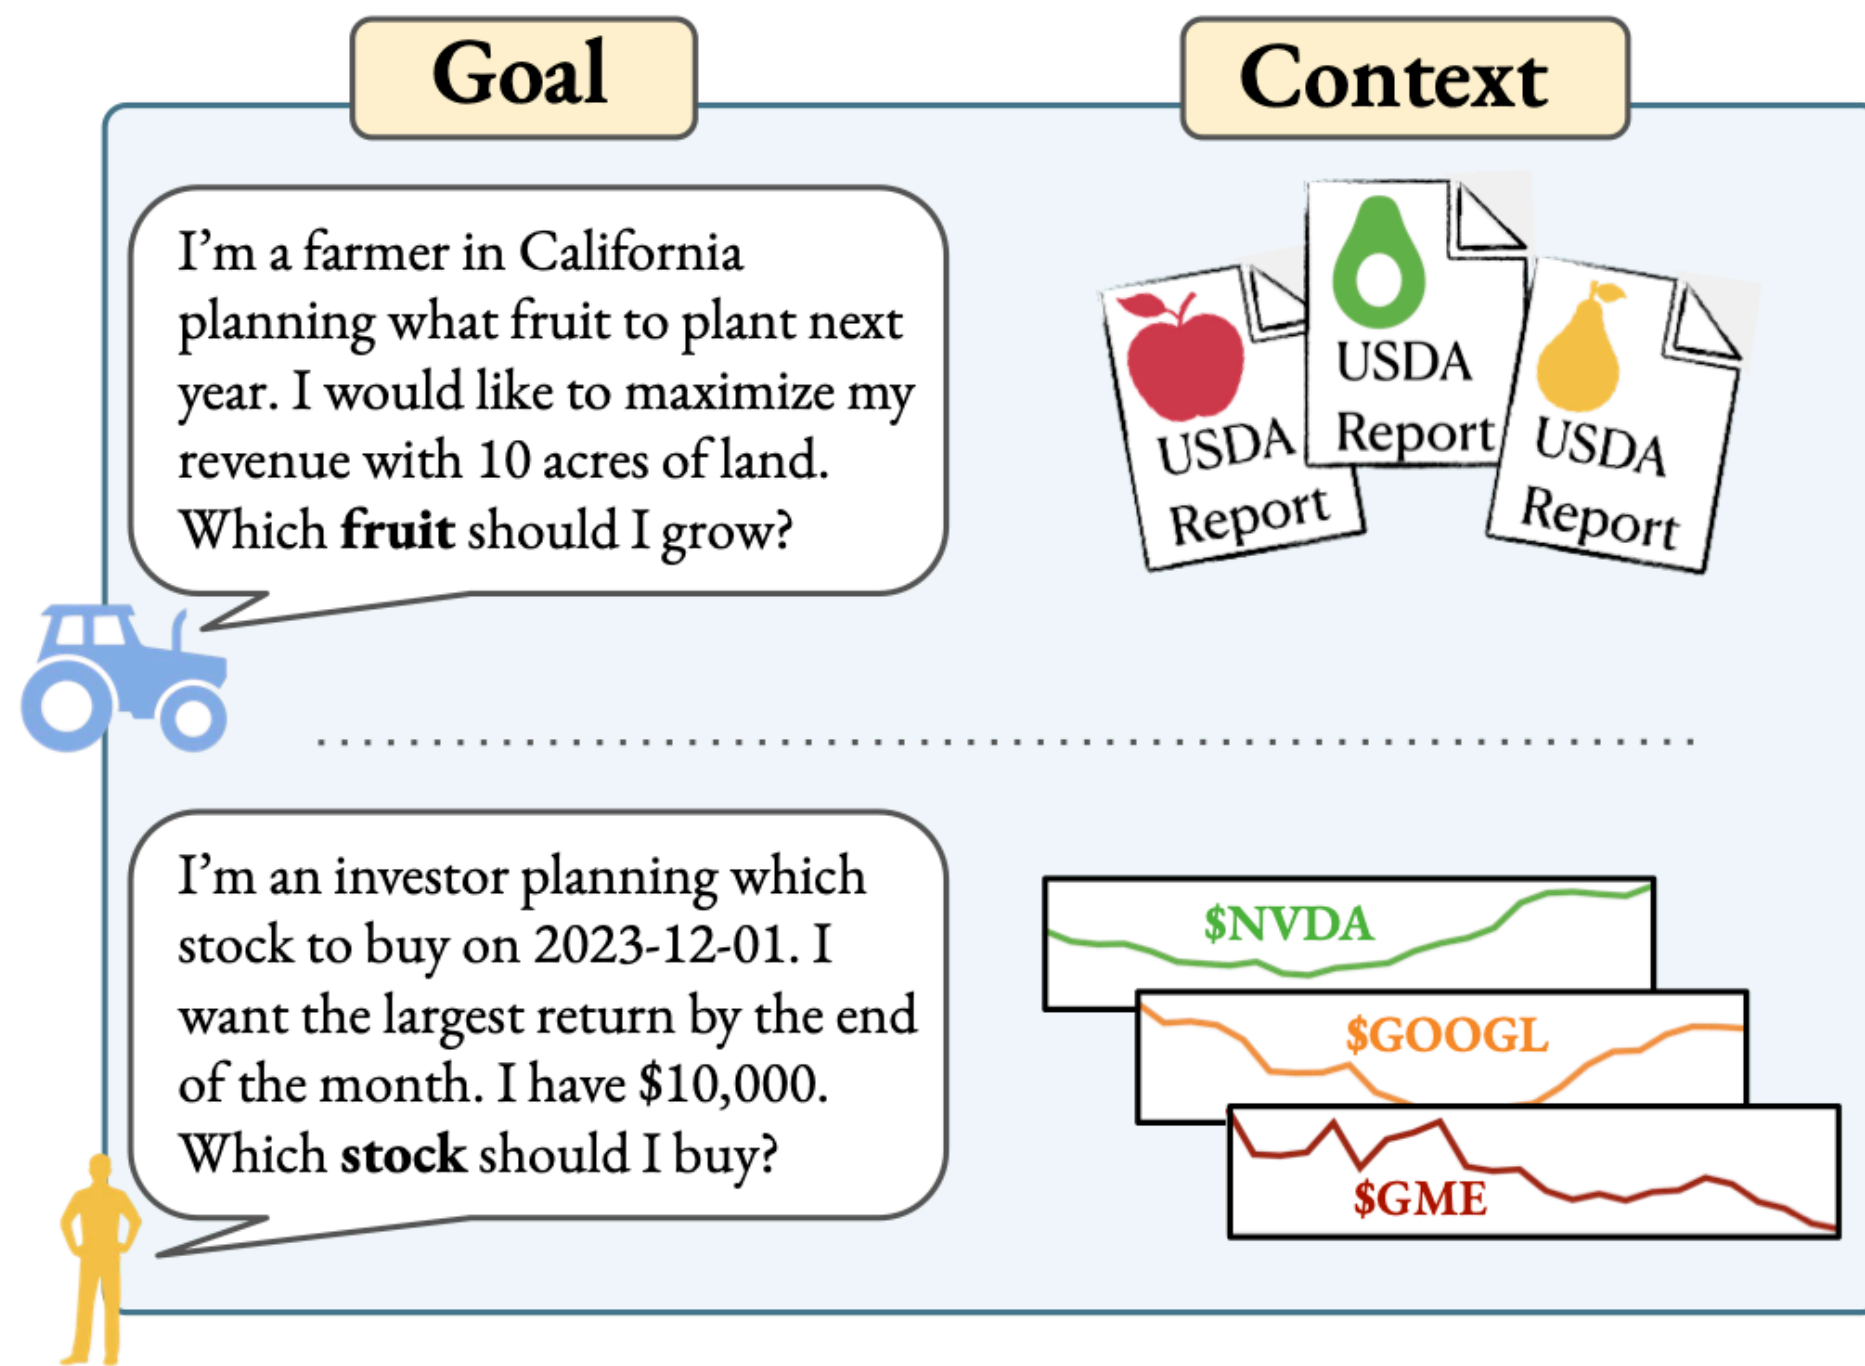 Goal
Context
I'm a farmer in California
planning what fruit to plant next
year. I would like to maximize my
revenue with 10 acres of land.
Which fruit should I grow?
USDA
Report
USDA
Report
USDA
Report
I'm an investor planning which
stock to buy on 2023-12-01. I
want the largest return by the end
of the month. I have $10,000.
Which stock should I buy?
$NVDA
$GOOGL
$GME